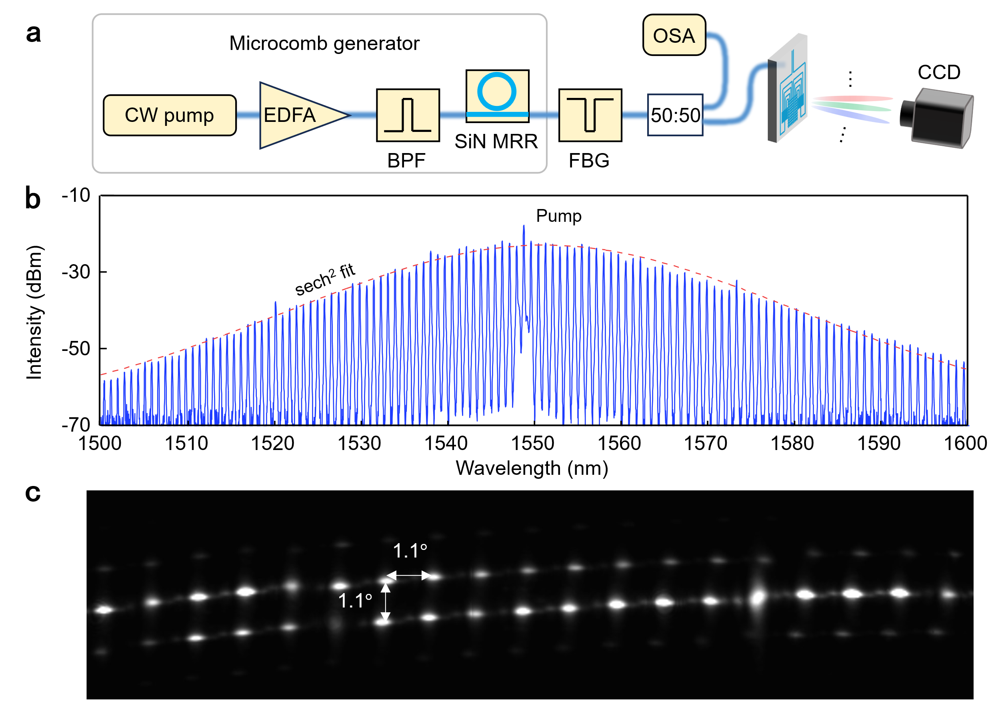 a
Microcomb generator
CW pump
EDFA
BPF
SiN MRR
FBG
50:50
OSA
CCD
b
Intensity (dBm)
-10
-30
-50
-70
Pump
sech² fit
1500 1510 1520 1530 1540 1550 1560 1570 1580 1590 1600
Wavelength (nm)
c
1.1°
1.1°